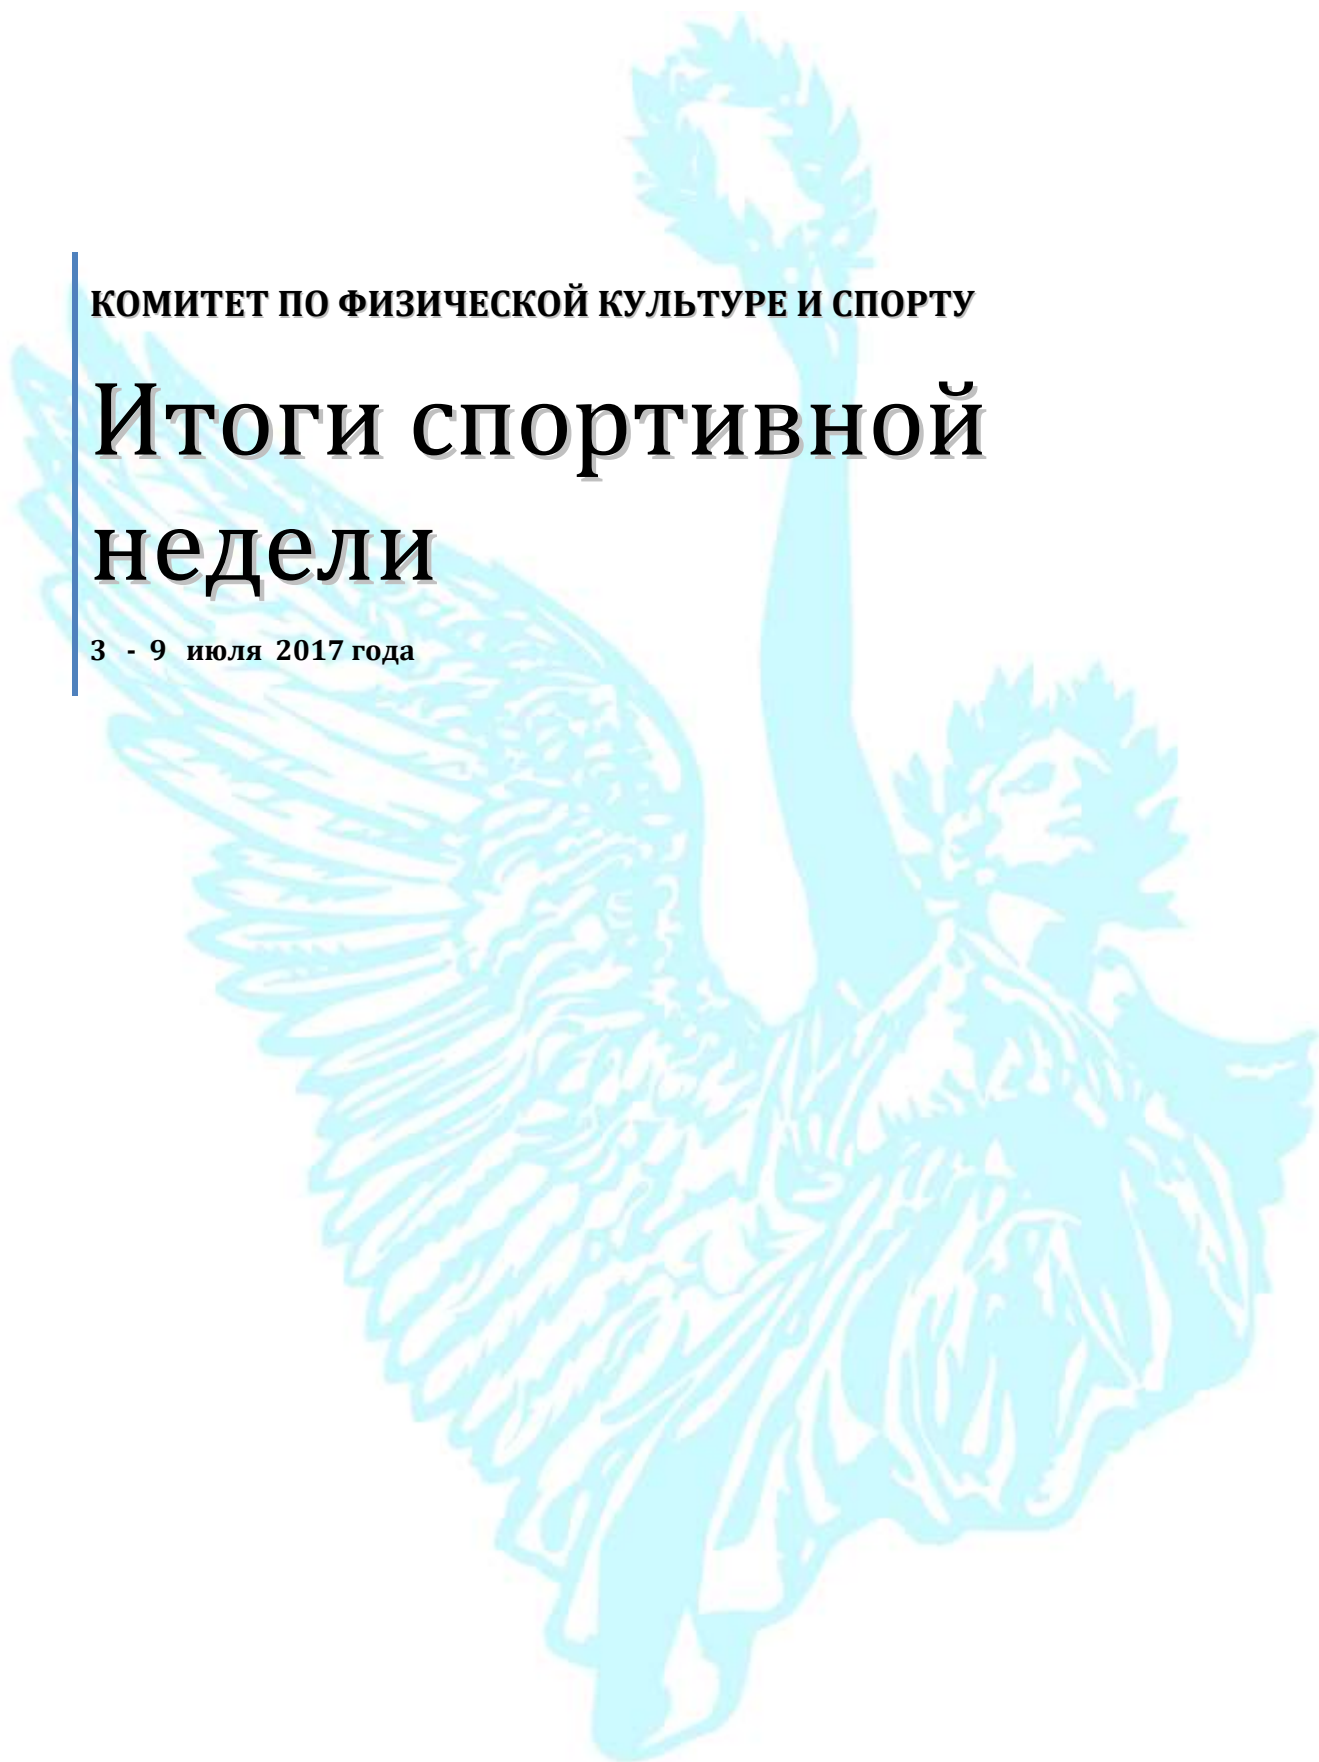 КОМИТЕТ ПО ФИЗИЧЕСКОЙ КУЛЬТУРЕ И СПОРТУ
Итоги спортивной
недели
3 - 9 июля 2017 года